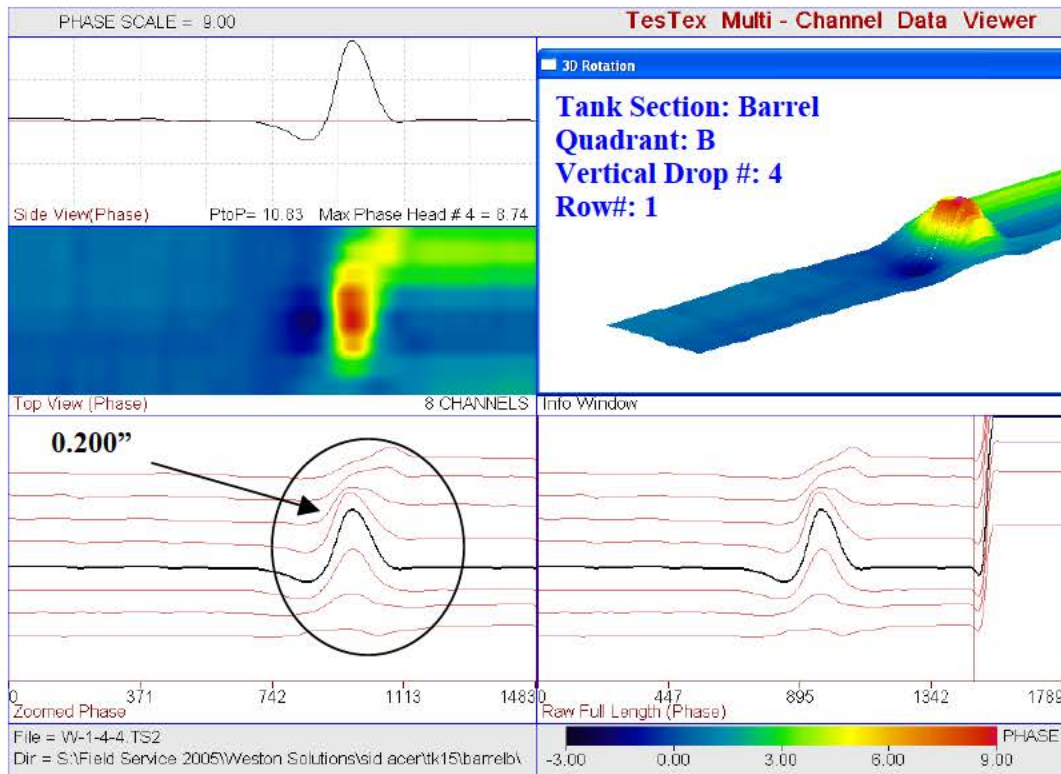 PHASE SCALE = 9.00
TesTex Multi - Channel Data Viewer
3D Rotation
Tank Section: Barrel
Quadrant: B
Vertical Drop #: 4
Row#: 1
Side View(Phase) PtoP= 10.83 Max Phase Head # 4 = 8.74
Top View (Phase) 8 CHANNELS
Info Window
0.200”
0 371 742 1113 1483
Zoomed Phase
0 447 895 1342 1789
Raw Full Length (Phase)
File = W-1-4-4.TS2
Dir = S:\Field Service 2005\Weston Solutions\sid acer\tk15\barrelb\
PHASE
-3.00 0.00 3.00 6.00 9.00